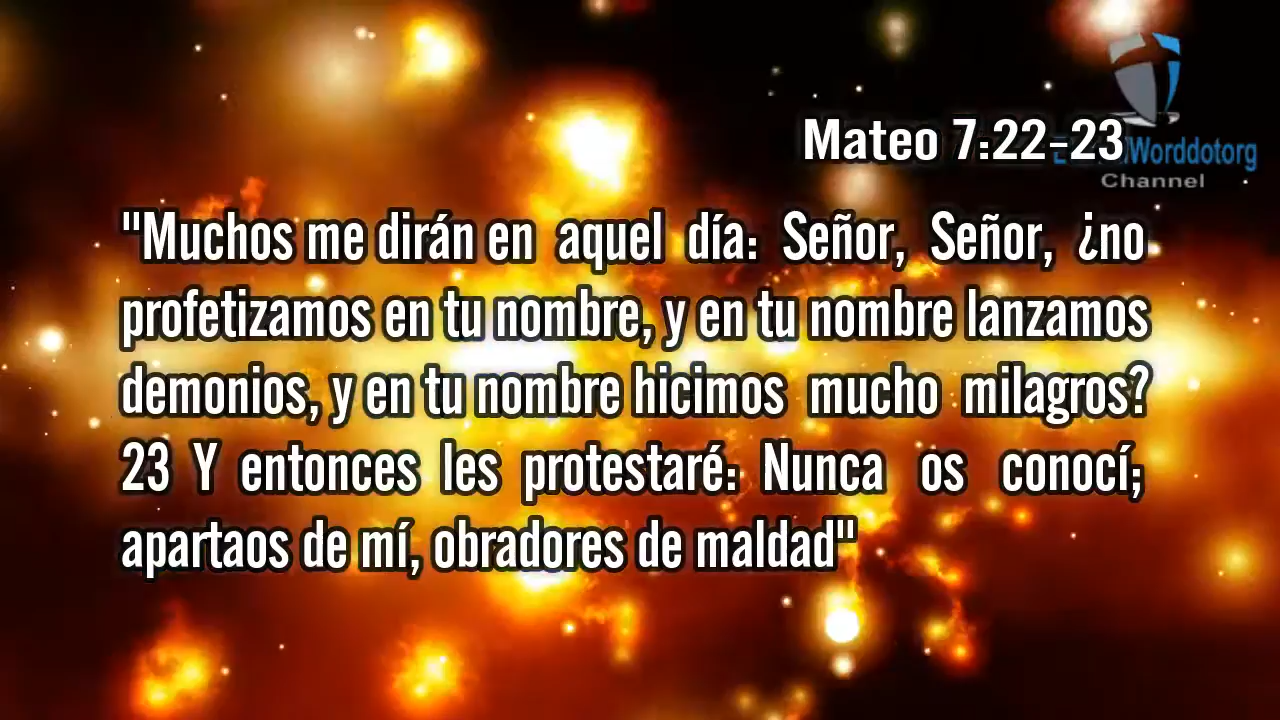 Mateo 7:22-23
Worddotorg
Channel
"Muchos me dirán en aquel día: Señor, Señor, ¿no
profetizamos en tu nombre, y en tu nombre lanzamos
demonios, y en tu nombre hicimos mucho milagros?
23 Y entonces les protestaré: Nunca os conocí;
apartaos de mí, obradores de maldad"